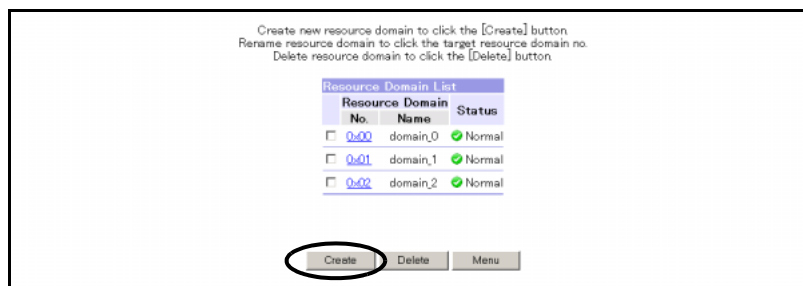 Create new resource domain to click the [Create] button.
Rename resource domain to click the target resource domain no.
Delete resource domain to click the [Delete] button.
Resource Domain List
Resource Domain Status
No. Name
0x00 domain_0 Normal
0x01 domain_1 Normal
0x02 domain_2 Normal
Create Delete Menu